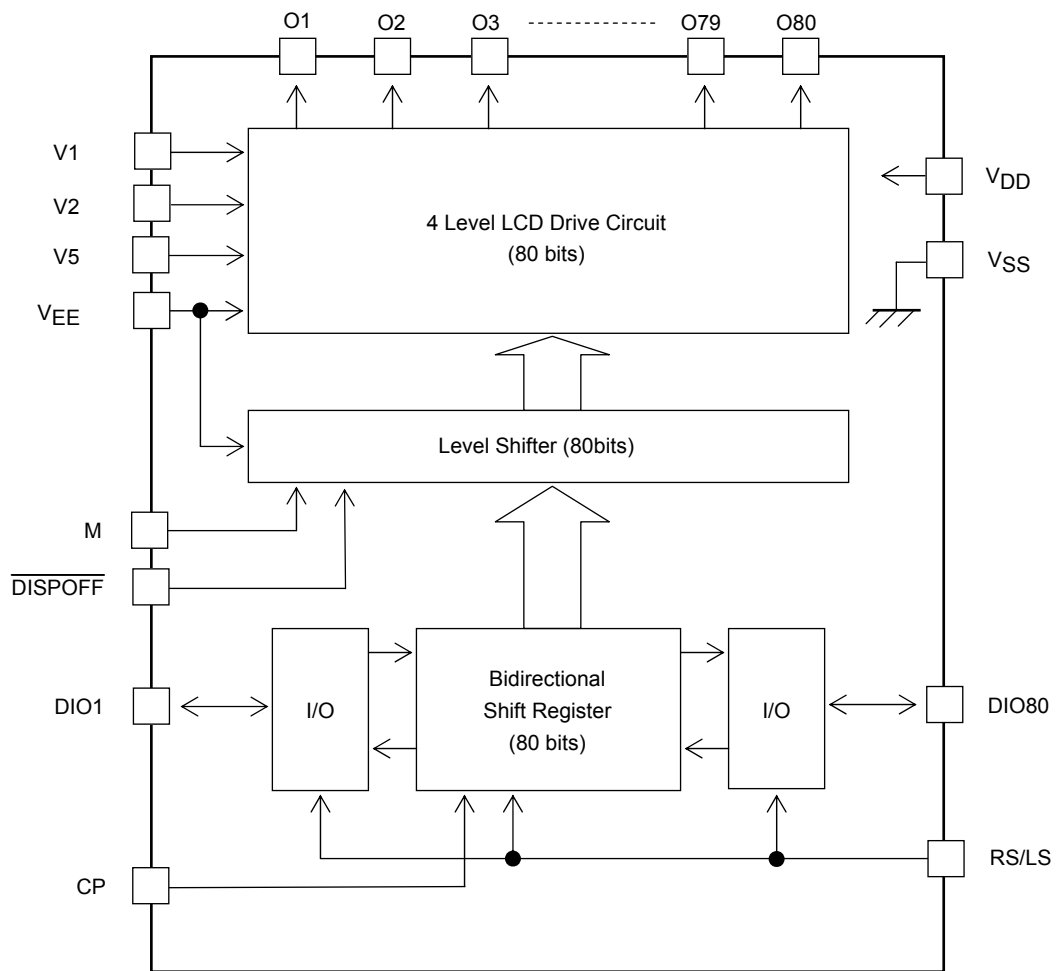 O1 O2 O3 O79 O80
V1
V2
V5
VEE
VDD
VSS
4 Level LCD Drive Circuit
(80 bits)
Level Shifter (80bits)
M
DISPOFF
DIO1
I/O
Bidirectional
Shift Register
(80 bits)
I/O
DIO80
RS/LS
CP